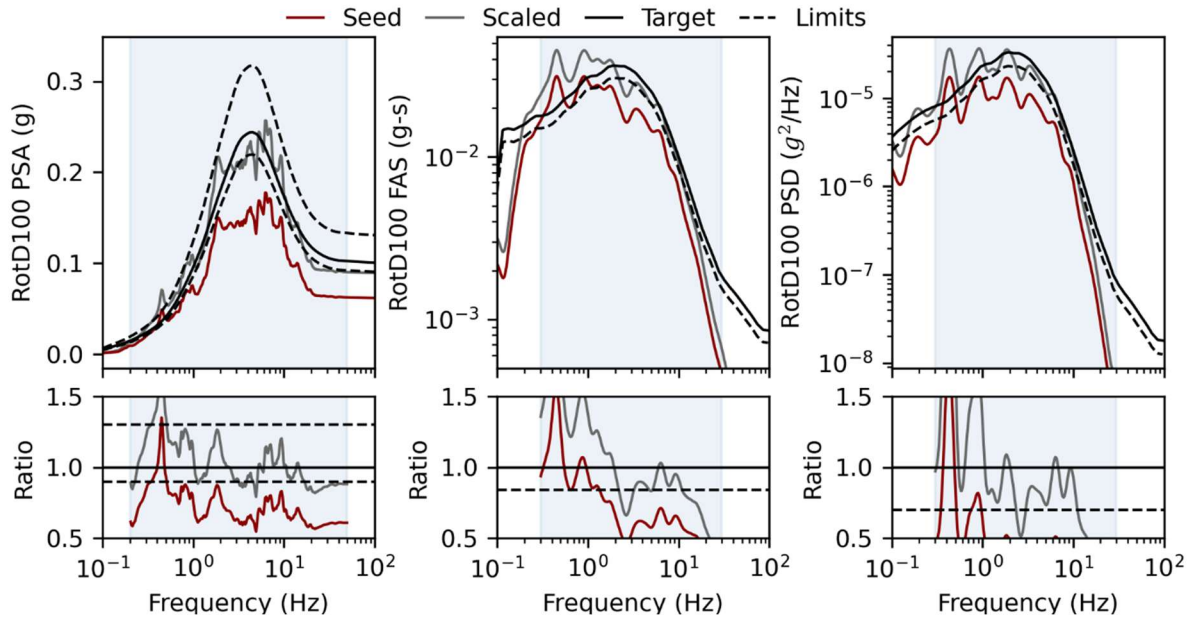 Seed Scaled Target Limits
RotD100 PSA (g)
0.3
0.2
0.1
0.0
RotD100 FAS (g-s)
10⁻²
10⁻³
RotD100 PSD (g²/Hz)
10⁻⁵
10⁻⁶
10⁻⁷
10⁻⁸
Ratio
1.5
1.0
0.5
10⁻¹ 10⁰ 10¹ 10²
Frequency (Hz)
Ratio
1.5
1.0
0.5
10⁻¹ 10⁰ 10¹ 10²
Frequency (Hz)
Ratio
1.5
1.0
0.5
10⁻¹ 10⁰ 10¹ 10²
Frequency (Hz)